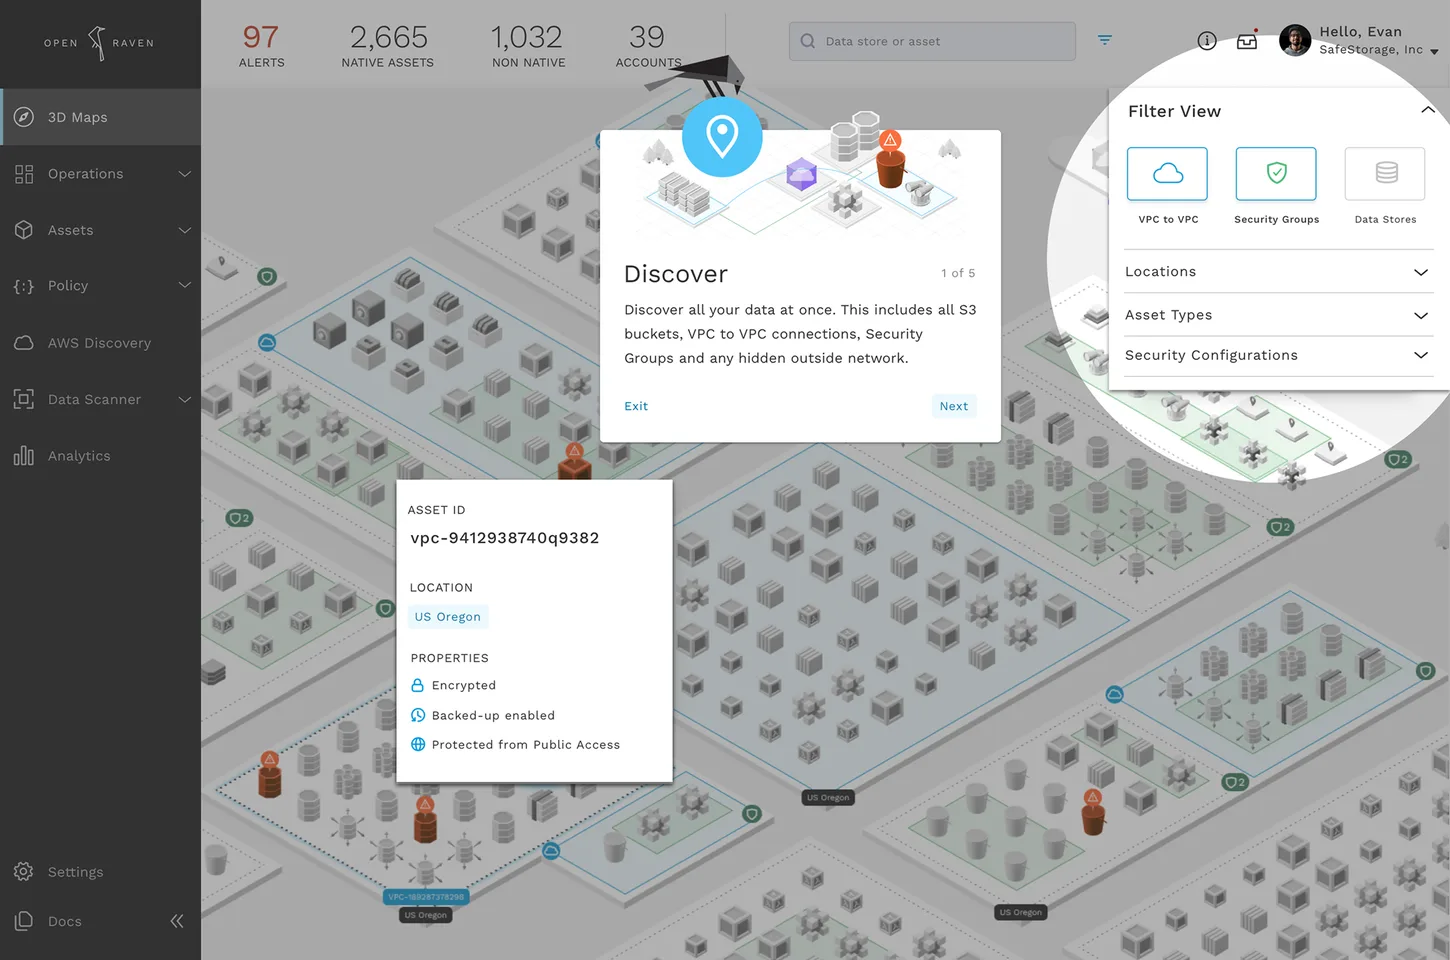 OPEN RAVEN
97
ALERTS
2,665
NATIVE ASSETS
1,032
NON NATIVE
39
ACCOUNTS
Data store or asset
Hello, Evan
SafeStorage, Inc
3D Maps
Operations
Assets
Policy
AWS Discovery
Data Scanner
Analytics
Settings
Docs
Filter View
VPC to VPC
Security Groups
Data Stores
Locations
Asset Types
Security Configurations
Discover
1 of 5
Discover all your data at once. This includes all S3
buckets, VPC to VPC connections, Security
Groups and any hidden outside network.
Exit
Next
ASSET ID
vpc-9412938740q9382
LOCATION
US Oregon
PROPERTIES
Encrypted
Backed-up enabled
Protected from Public Access
2
2
2
2
US Oregon
US Oregon
US Oregon